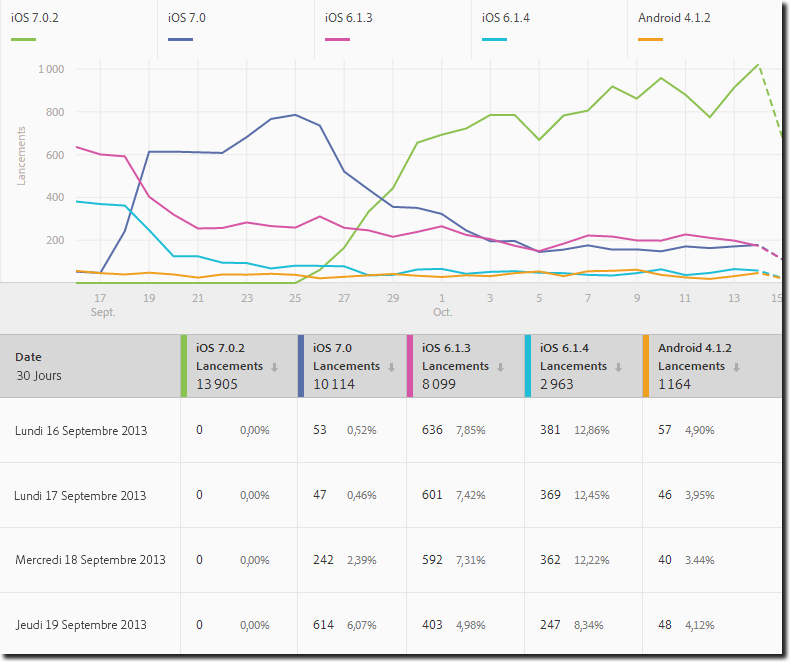 iOS 7.0.2 iOS 7.0 iOS 6.1.3 iOS 6.1.4 Android 4.1.2
1 000
800
600
400
200
Lancements
17 19 21 23 25 27 29 1 3 5 7 9 11 13 15
Sept. Oct.
Date
30 Jours
iOS 7.0.2
Lancements
13 905
iOS 7.0
Lancements
10 114
iOS 6.1.3
Lancements
8 099
iOS 6.1.4
Lancements
2 963
Android 4.1.2
Lancements
1 164
Lundi 16 Septembre 2013 0 0,00% 53 0,52% 636 7,85% 381 12,86% 57 4,90%
Lundi 17 Septembre 2013 0 0,00% 47 0,46% 601 7,42% 369 12,45% 46 3,95%
Mercredi 18 Septembre 2013 0 0,00% 242 2,39% 592 7,31% 362 12,22% 40 3.44%
Jeudi 19 Septembre 2013 0 0,00% 614 6,07% 403 4,98% 247 8,34% 48 4,12%